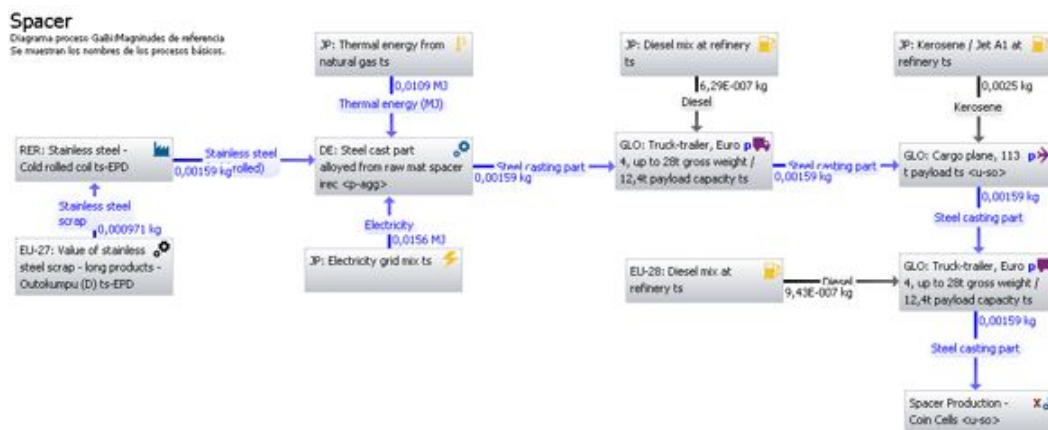 Spacer
Diagrama proceso GaBi:Magnitudes de referencia
Se muestran los nombres de los procesos básicos.
JP: Thermal energy from
natural gas ts
0,0109 MJ
Thermal energy (MJ)
JP: Diesel mix at refinery
ts
6,29E-007 kg
Diesel
JP: Kerosene / Jet A1 at
refinery ts
0,0025 kg
Kerosene
RER: Stainless steel -
Cold rolled coil ts-EPD
Stainless steel
0,00159 kg rolled)
DE: Steel cast part
alloyed from raw mat spacer
irec <p-agg>
Steel casting part
0,00159 kg
GLO: Truck-trailer, Euro p
4, up to 28t gross weight /
12,4t payload capacity ts
Steel casting part
0,00159 kg
GLO: Cargo plane, 113 p
t payload ts <u-so>
0,00159 kg
Steel casting part
Stainless steel
scrap
0,000971 kg
EU-27: Value of stainless
steel scrap - long products -
Outokumpu (D) ts-EPD
Electricity
0,0156 MJ
JP: Electricity grid mix ts
EU-28: Diesel mix at
refinery ts
Diesel
9,43E-007 kg
GLO: Truck-trailer, Euro p
4, up to 28t gross weight /
12,4t payload capacity ts
0,00159 kg
Steel casting part
Spacer Production - X
Coin Cells <u-so>